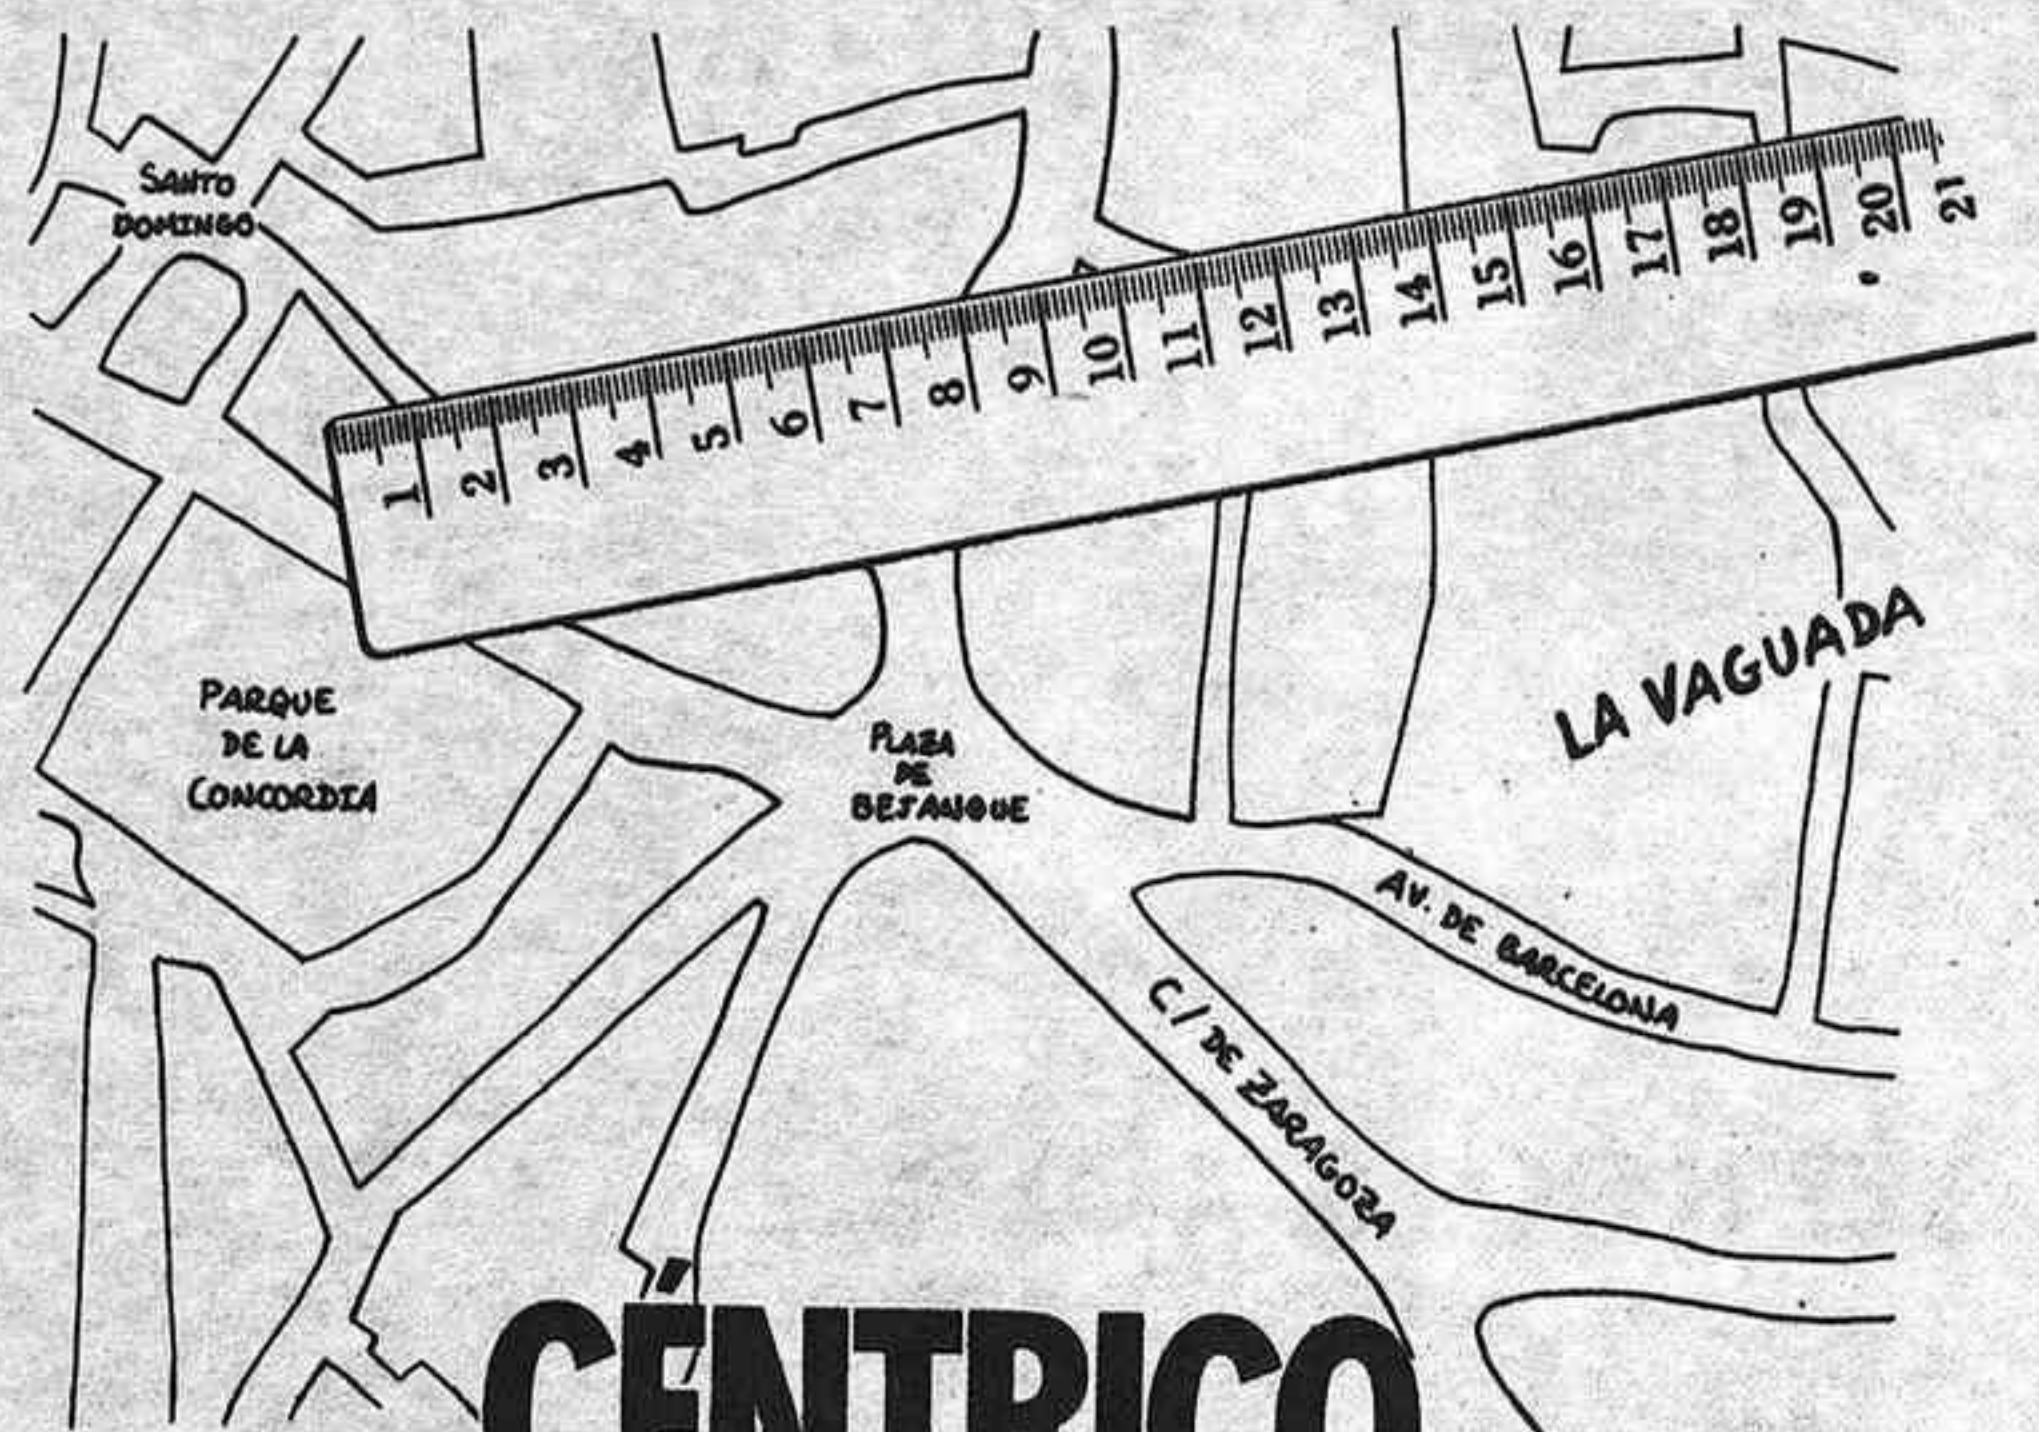 SANTO
DOMINGO
1 2 3 4 5 6 7 8 9 10 11 12 13 14 15 16 17 18 19 20 21
LA VAGUADA
PARQUE
DE LA
CONCORDIA
PLAZA
DE
BEJANQUE
AV. DE BARCELONA
C/ DE ZARAGOZA
CÉNTRICO